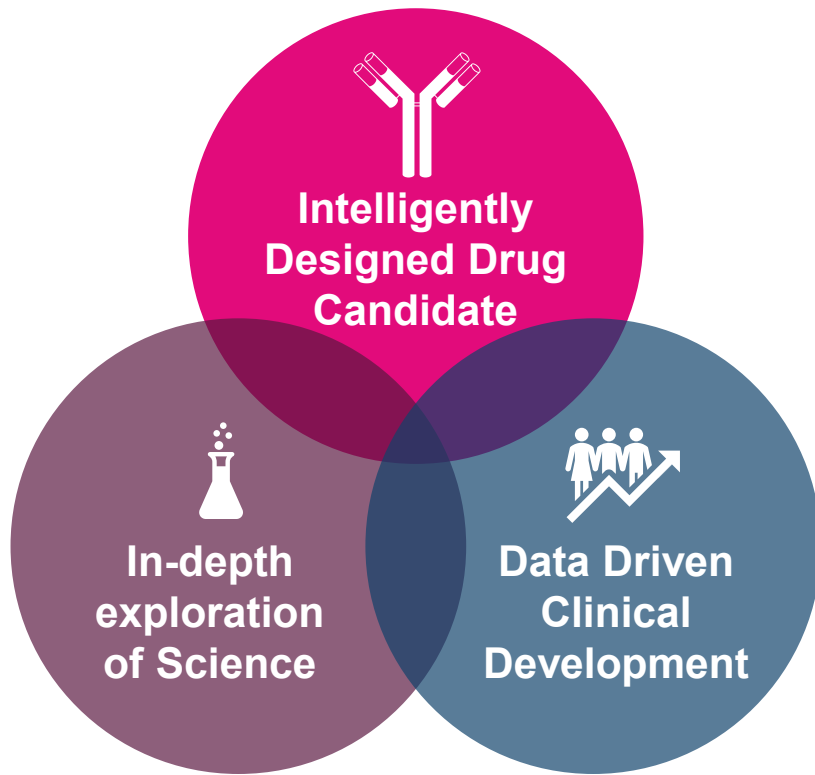 Intelligently
Designed Drug
Candidate
In-depth
exploration
of Science
Data Driven
Clinical
Development